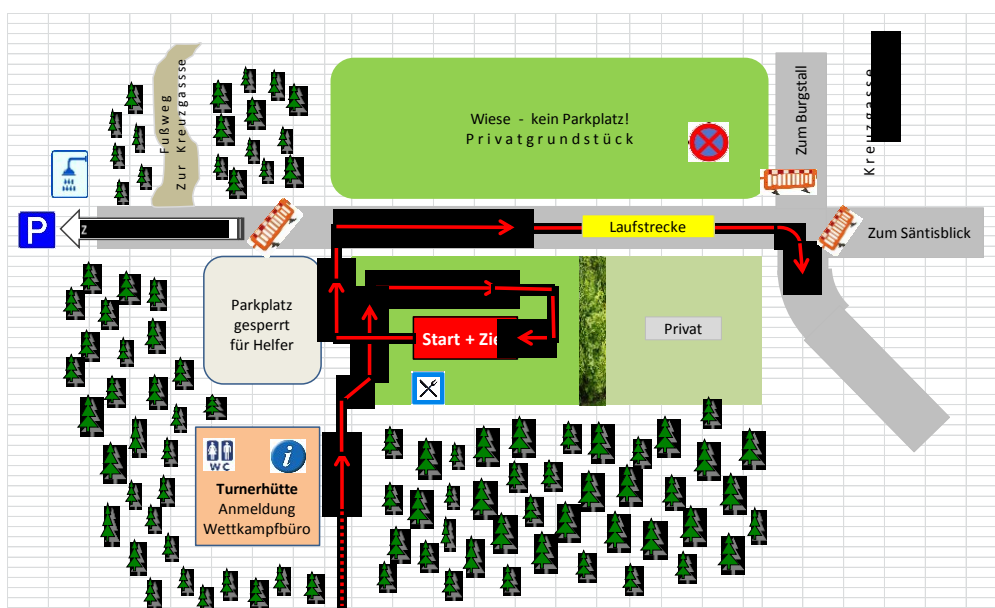 Fußweg
Zur Kreuzgassse
Wiese - kein Parkplatz!
Privatgrundstück
Zum Burgstall
Kreuzgasse
P
z
Laufstrecke
Zum Säntisblick
Parkplatz
gesperrt
für Helfer
Start + Zie
Privat
WC
i
Turnerhütte
Anmeldung
Wettkampfbüro